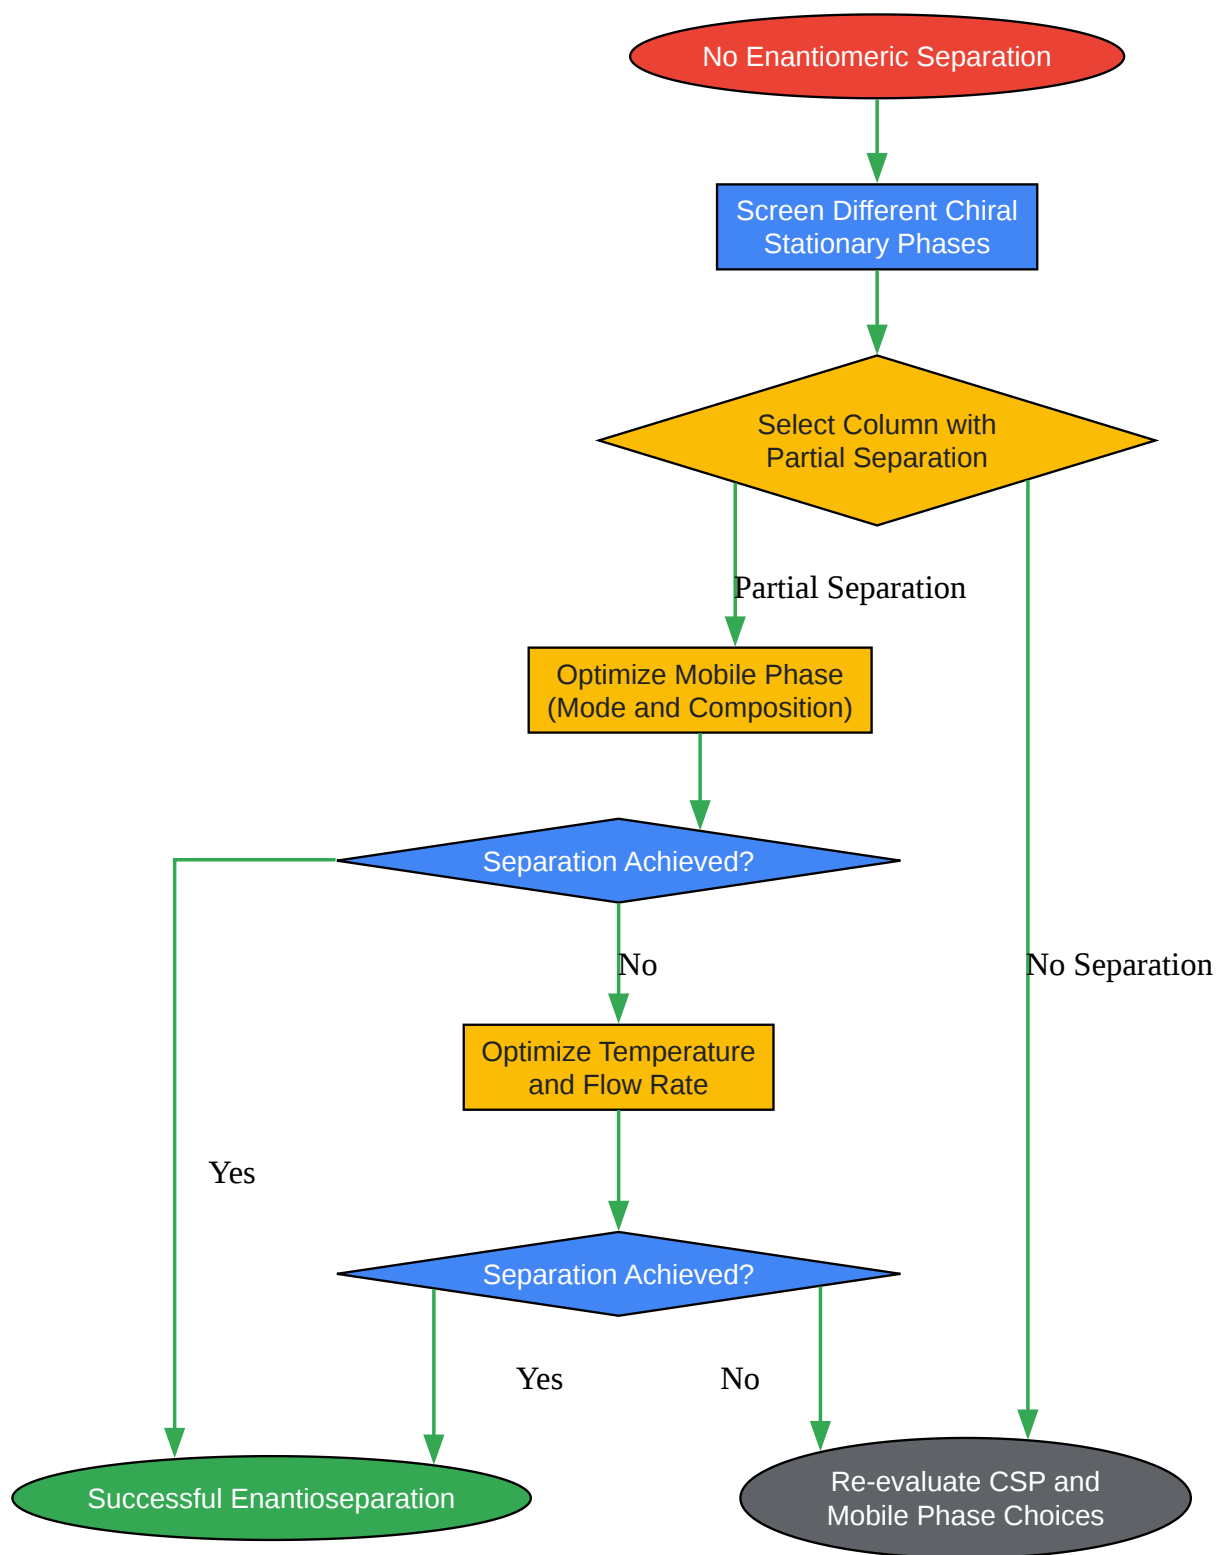 No Enantiomeric Separation
Screen Different Chiral
Stationary Phases
Select Column with
Partial Separation
Partial Separation
Optimize Mobile Phase
(Mode and Composition)
Separation Achieved?
No
No Separation
Optimize Temperature
and Flow Rate
Yes
Separation Achieved?
Yes
No
Successful Enantioseparation
Re-evaluate CSP and
Mobile Phase Choices